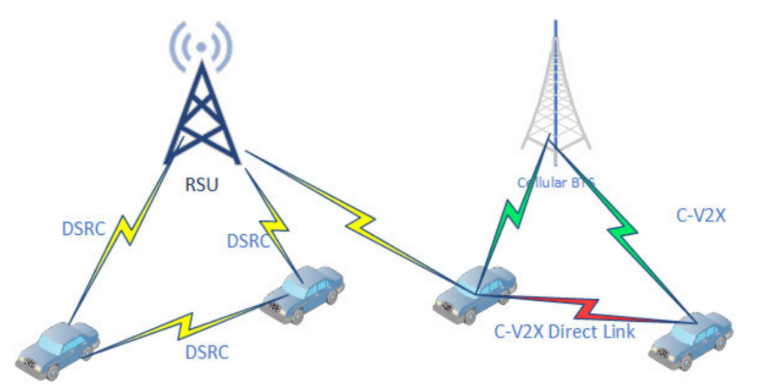 RSU
Cellular BTS
DSRC
DSRC
C-V2X
C-V2X Direct Link
DSRC